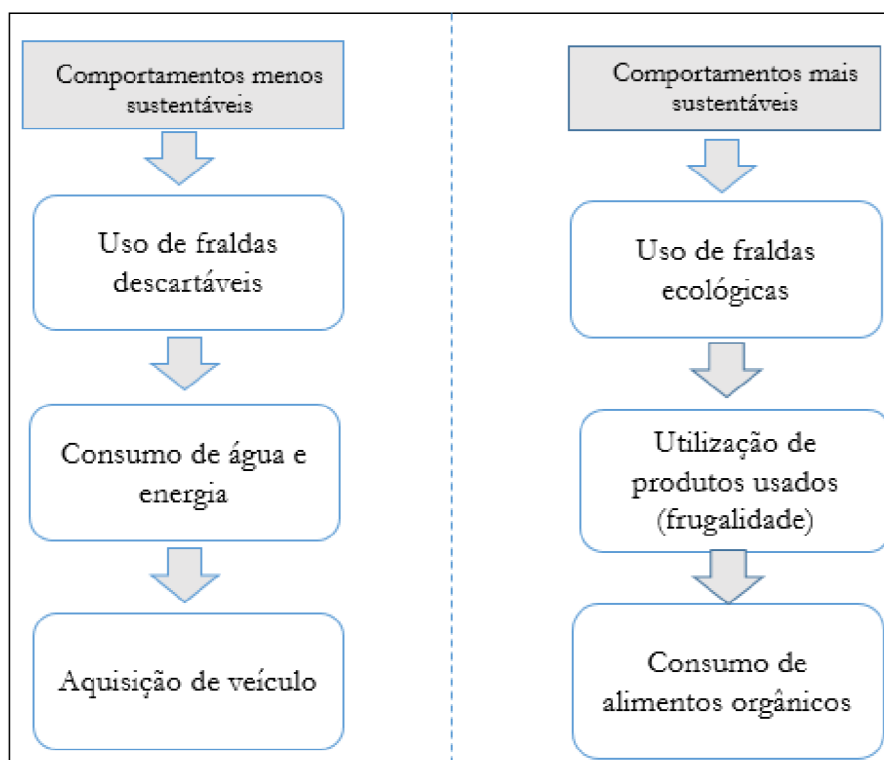 Comportamentos menos
sustentáveis
Uso de fraldas
descartáveis
Consumo de água e
energia
Aquisição de veículo
Comportamentos mais
sustentáveis
Uso de fraldas
ecológicas
Utilização de
produtos usados
(frugalidade)
Consumo de
alimentos orgânicos